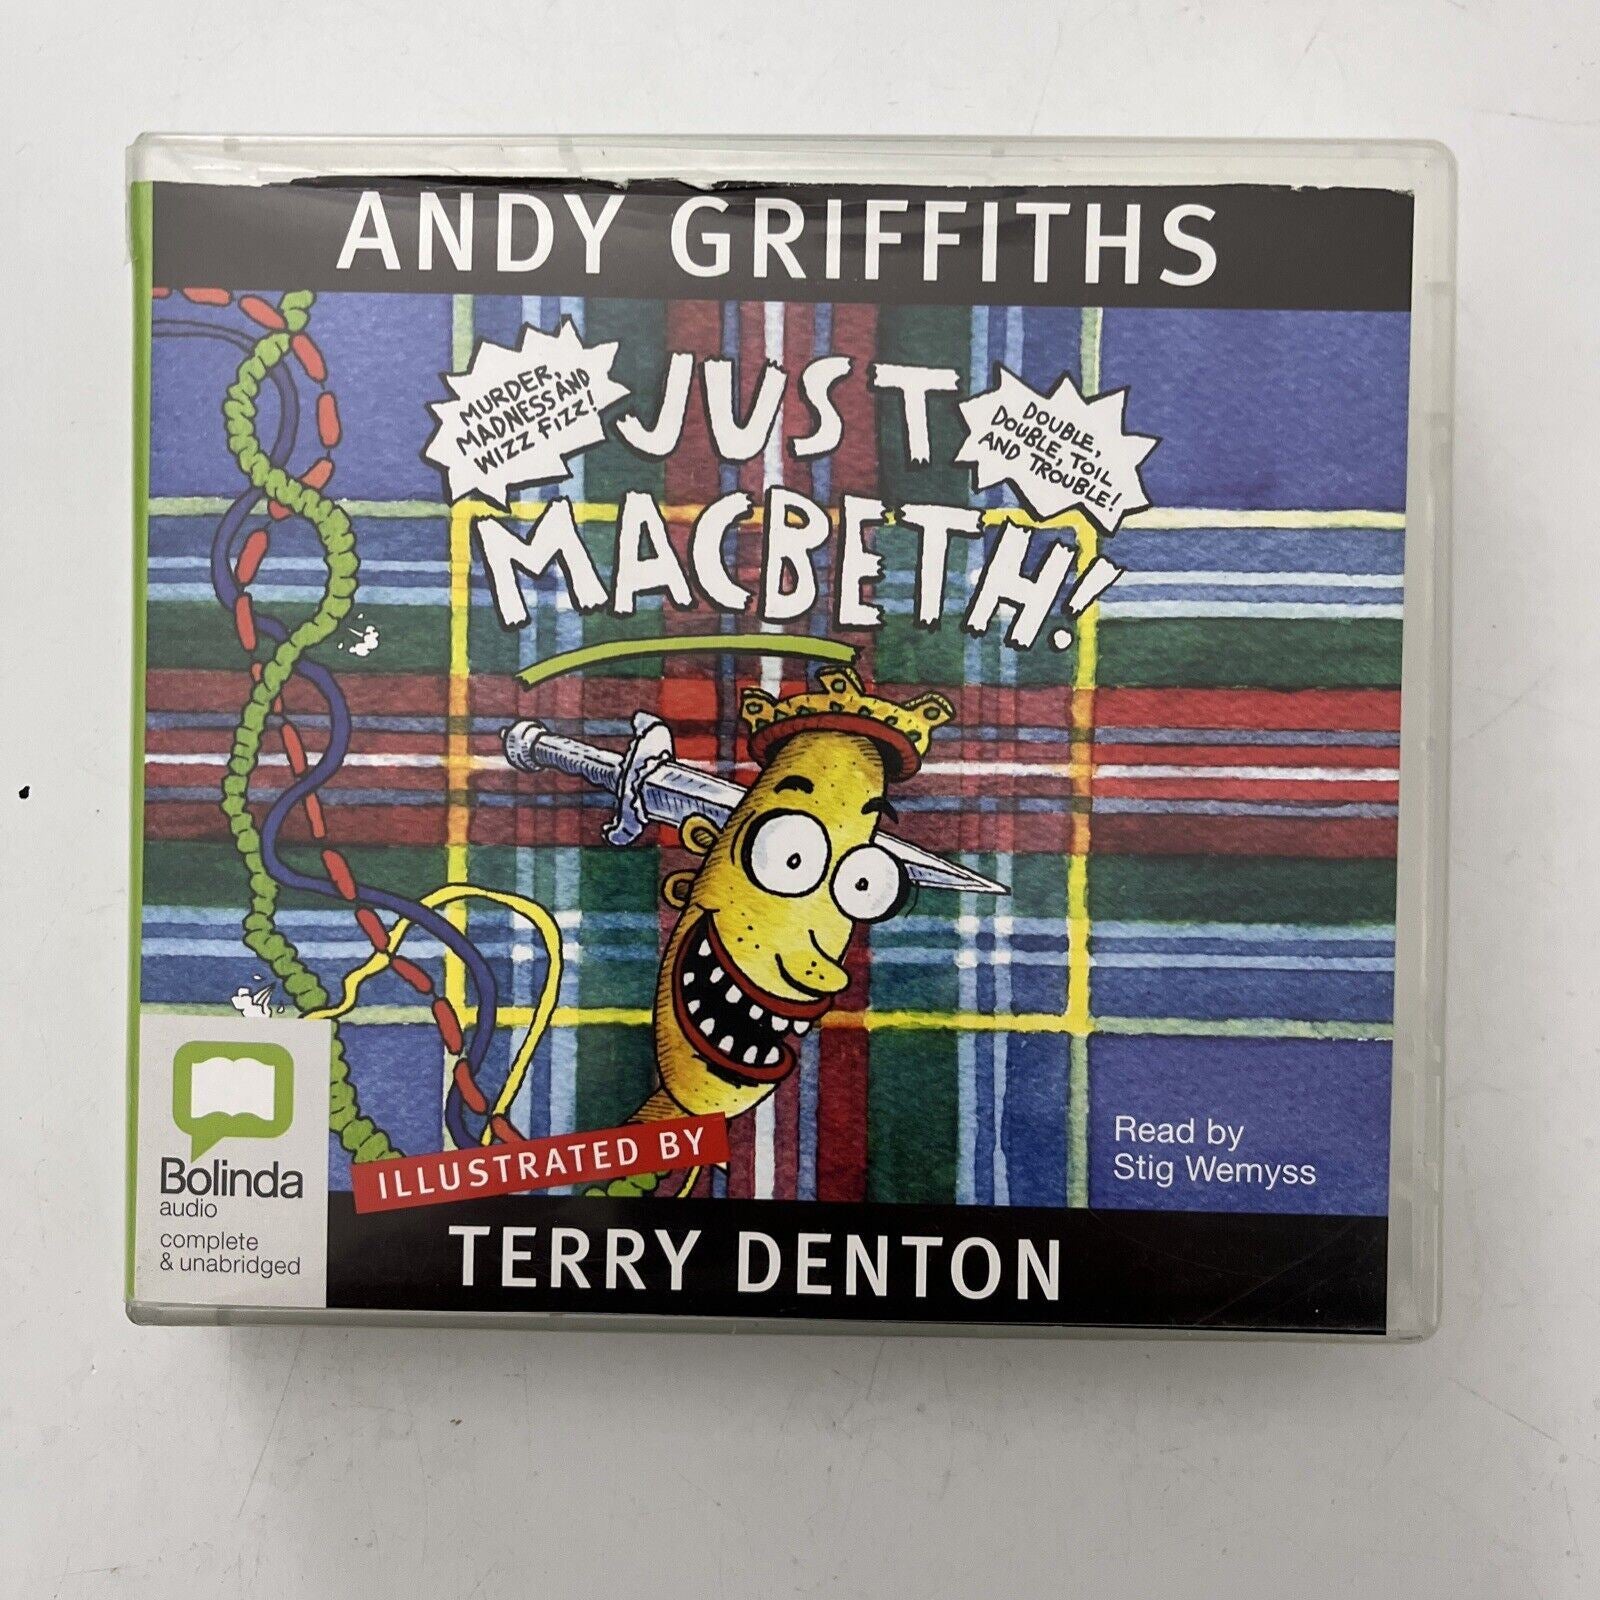 ANDY GRIFFITHS
MURDER,
MADNESS AND
WIZZ FIZZ!
JUST
MACBETH!
DOUBLE,
DOUBLE, TOIL
AND TROUBLE!
Read by
Stig Wemyss
ILLUSTRATED BY
TERRY DENTON
Bolinda
audio
complete
& unabridged